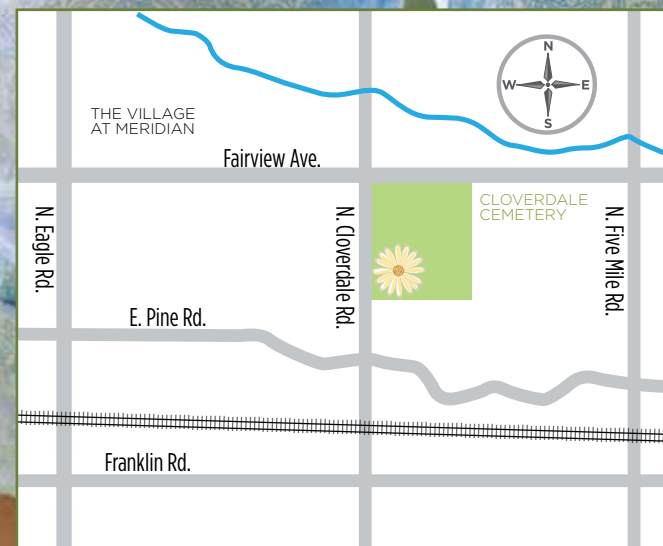 N
W E
S
THE VILLAGE
AT MERIDIAN
Fairview Ave.
CLOVERDALE
CEMETERY
N. Eagle Rd.
N. Cloverdale Rd.
N. Five Mile Rd.
E. Pine Rd.
Franklin Rd.